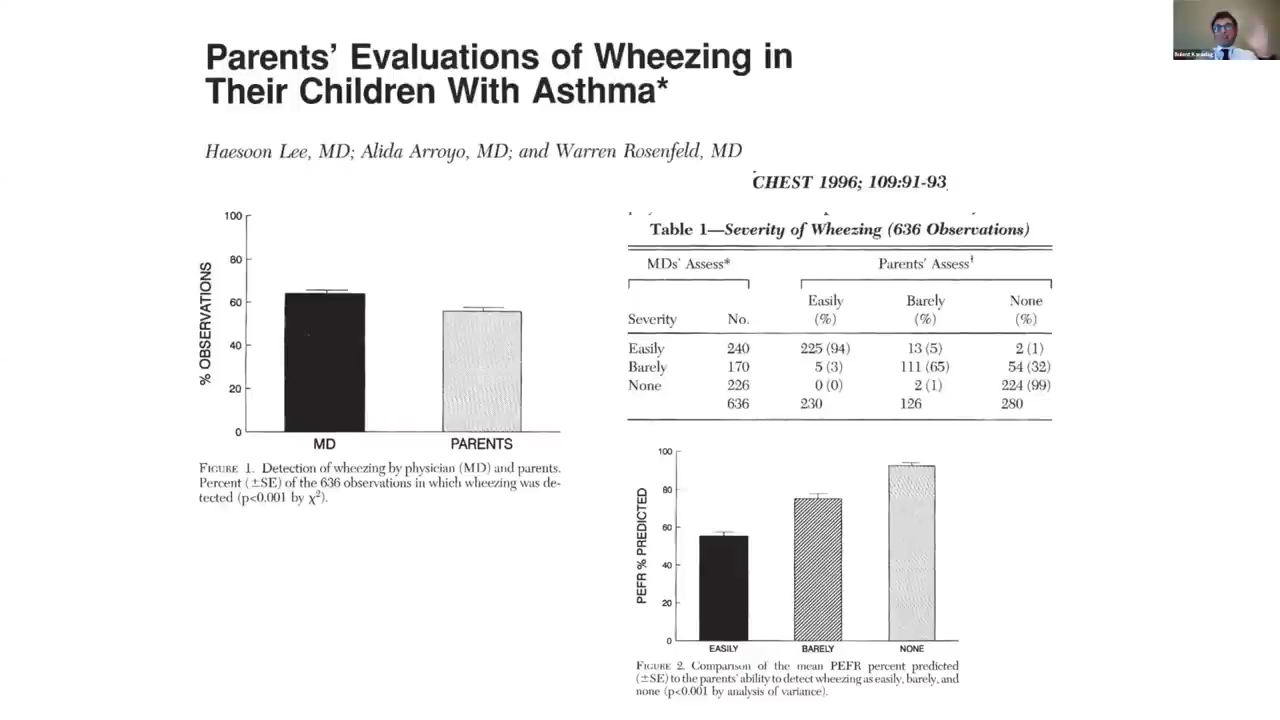 Parents' Evaluations of Wheezing in
Their Children With Asthma*
Haesoon Lee, MD; Alida Arroyo, MD; and Warren Rosenfeld, MD
CHEST 1996; 109:91-93
100
80
60
40
20
0
% OBSERVATIONS
MD PARENTS
FIGURE 1. Detection of wheezing by physician (MD) and parents.
Percent (±SE) of the 636 observations in which wheezing was de-
tected (p<0.001 by χ²).
Table 1—Severity of Wheezing (636 Observations)
MDs' Assess* Parents' Assess†
Easily Barely None
Severity No. (%) (%) (%)
Easily 240 225 (94) 13 (5) 2 (1)
Barely 170 5 (3) 111 (65) 54 (32)
None 226 0 (0) 2 (1) 224 (99)
636 230 126 280
100
80
60
40
20
0
PEFR % PREDICTED
EASILY BARELY NONE
FIGURE 2. Comparison of the mean PEFR percent predicted
(±SE) to the parents' ability to detect wheezing as easily, barely, and
none (p<0.001 by analysis of variance).